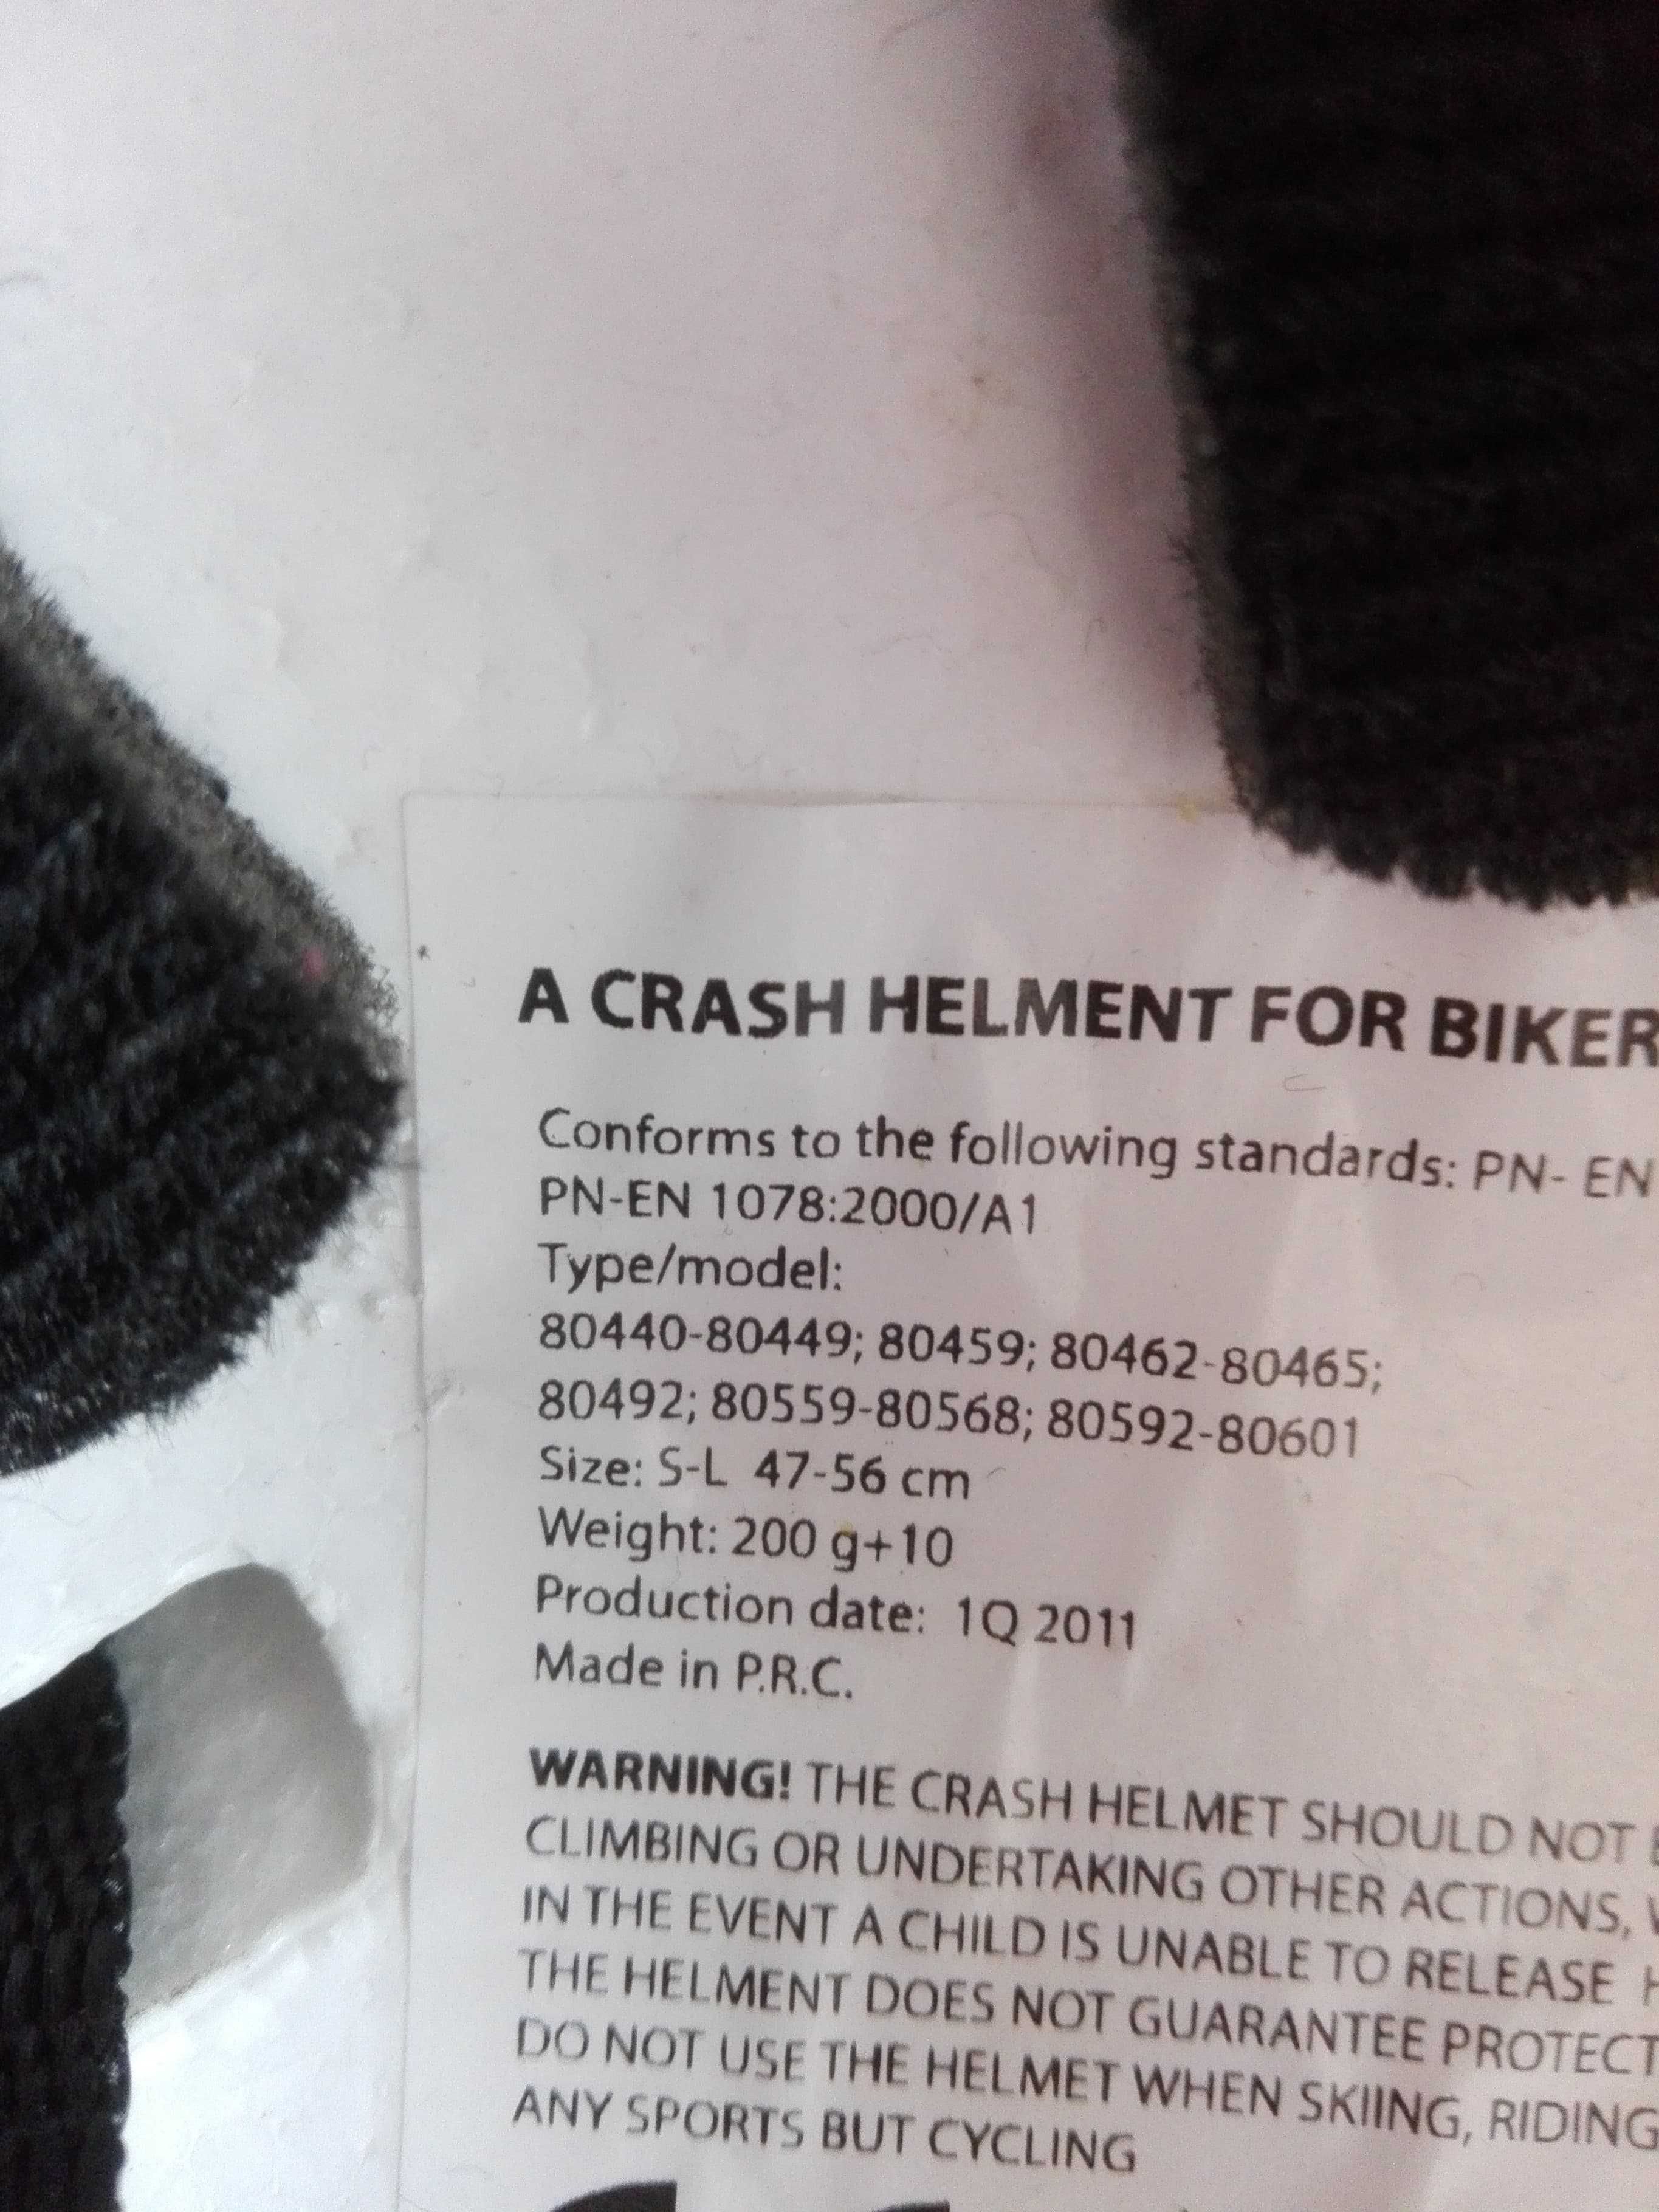 A CRASH HELMENT FOR BIKER
Conforms to the following standards: PN- EN
PN-EN 1078:2000/A1
Type/model:
80440-80449; 80459; 80462-80465;
80492; 80559-80568; 80592-80601
Size: S-L 47-56 cm
Weight: 200 g+10
Production date: 1Q 2011
Made in P.R.C.
WARNING! THE CRASH HELMET SHOULD NOT
CLIMBING OR UNDERTAKING OTHER ACTIONS,
IN THE EVENT A CHILD IS UNABLE TO RELEASE
THE HELMENT DOES NOT GUARANTEE PROTECT
DO NOT USE THE HELMET WHEN SKIING, RIDING
ANY SPORTS BUT CYCLING